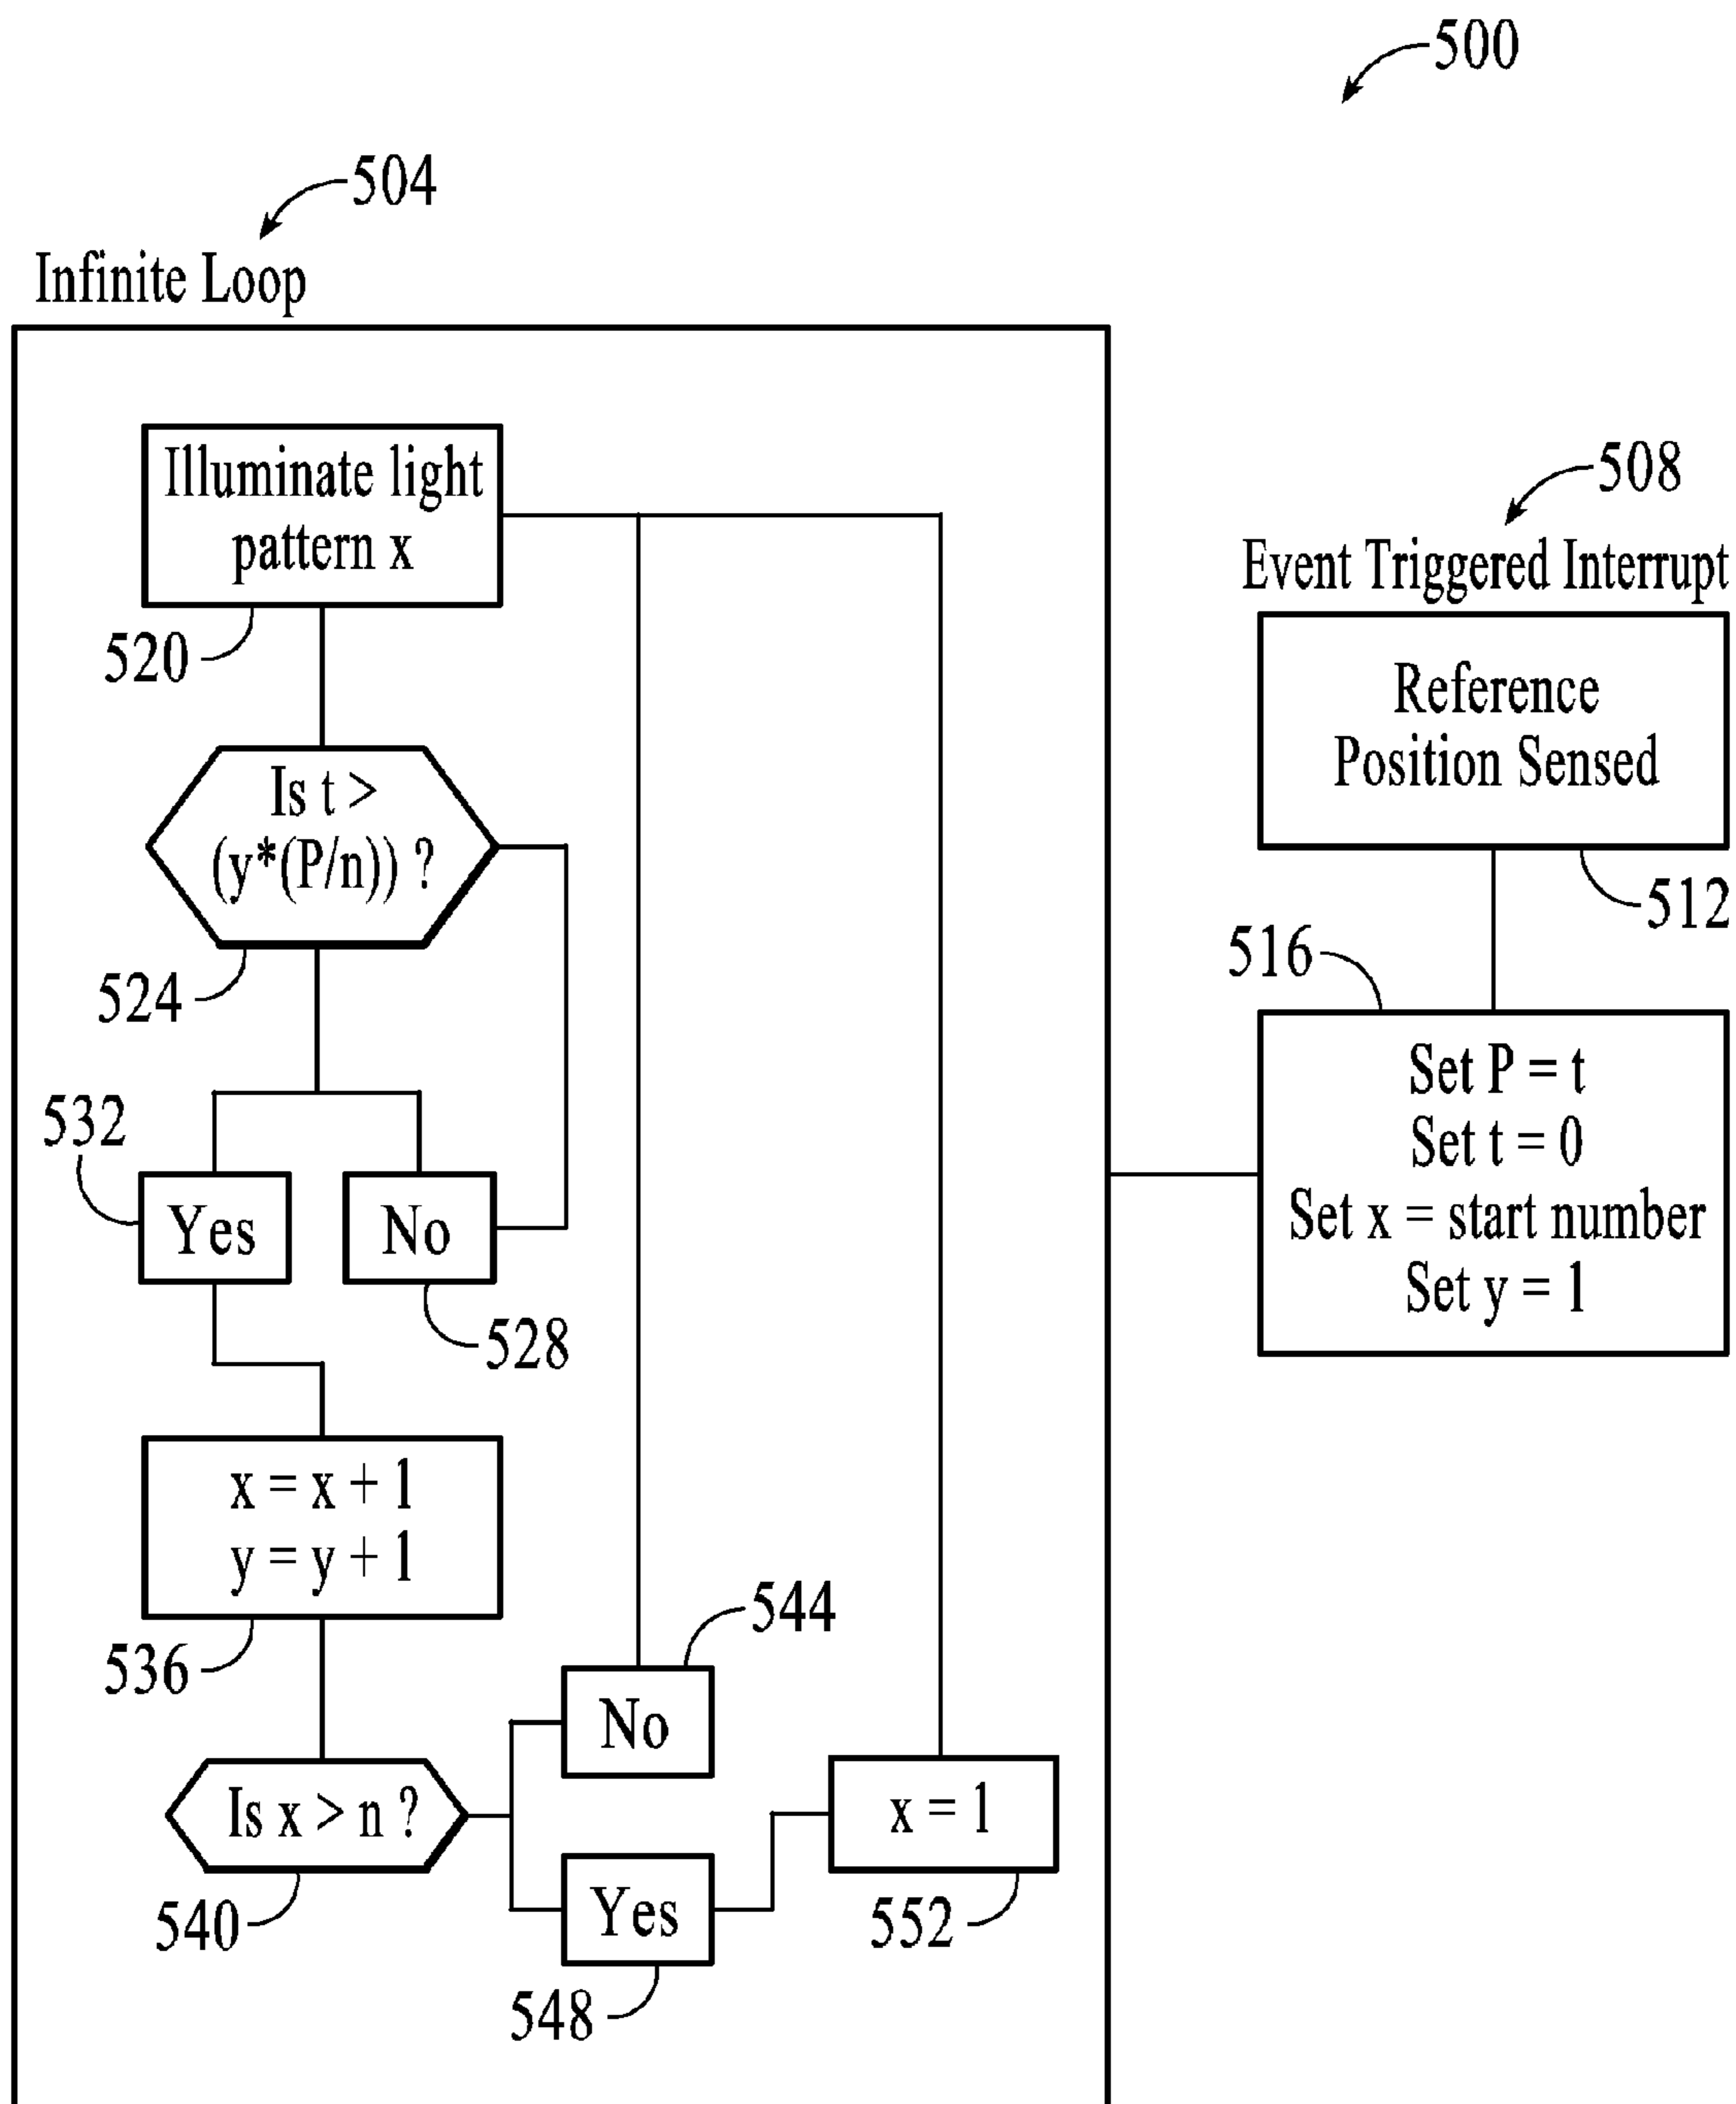 500
504
Infinite Loop
Illuminate light
pattern x
520
Is t >
(y*(P/n)) ?
524
532
Yes
No
528
x = x + 1
y = y + 1
536
Is x > n ?
540
544
No
Yes
548
x = 1
552
508
Event Triggered Interrupt
Reference
Position Sensed
512
516
Set P = t
Set t = 0
Set x = start number
Set y = 1